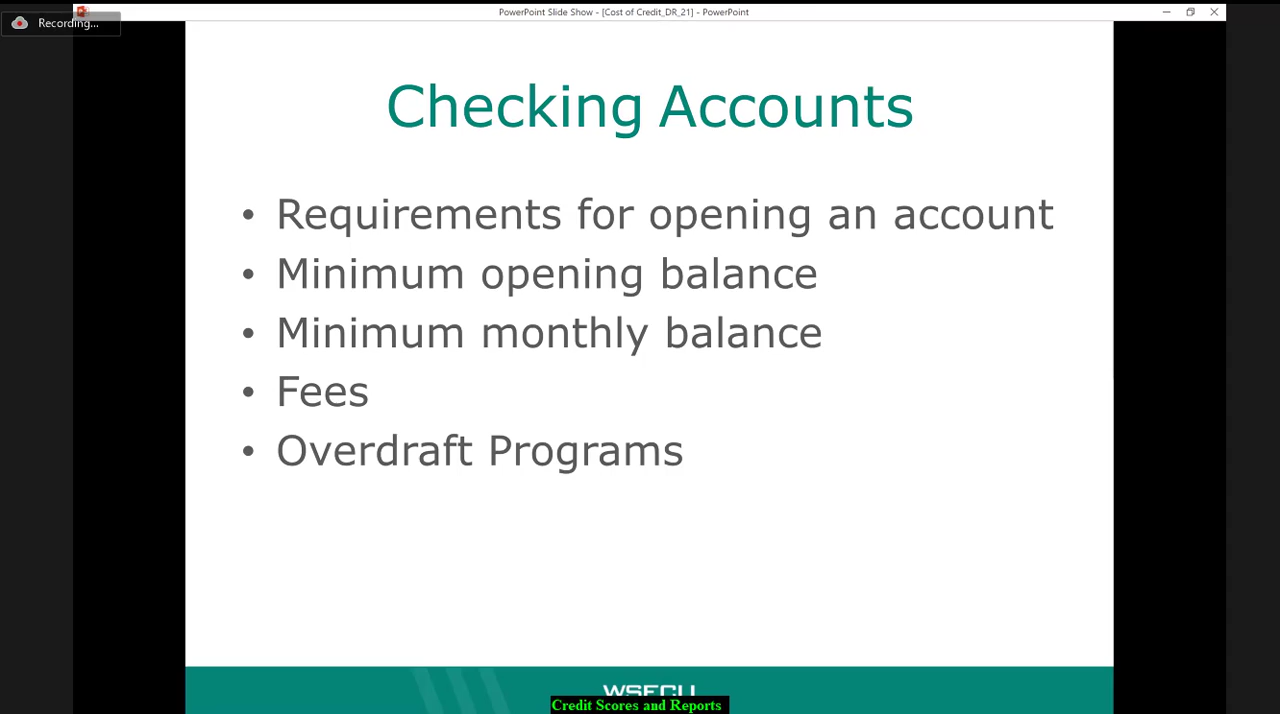 PowerPoint Slide Show - [Cost of Credit_DR_21] - PowerPoint
Recording...
Checking Accounts
• Requirements for opening an account
• Minimum opening balance
• Minimum monthly balance
• Fees
• Overdraft Programs
WSECU
Credit Scores and Reports